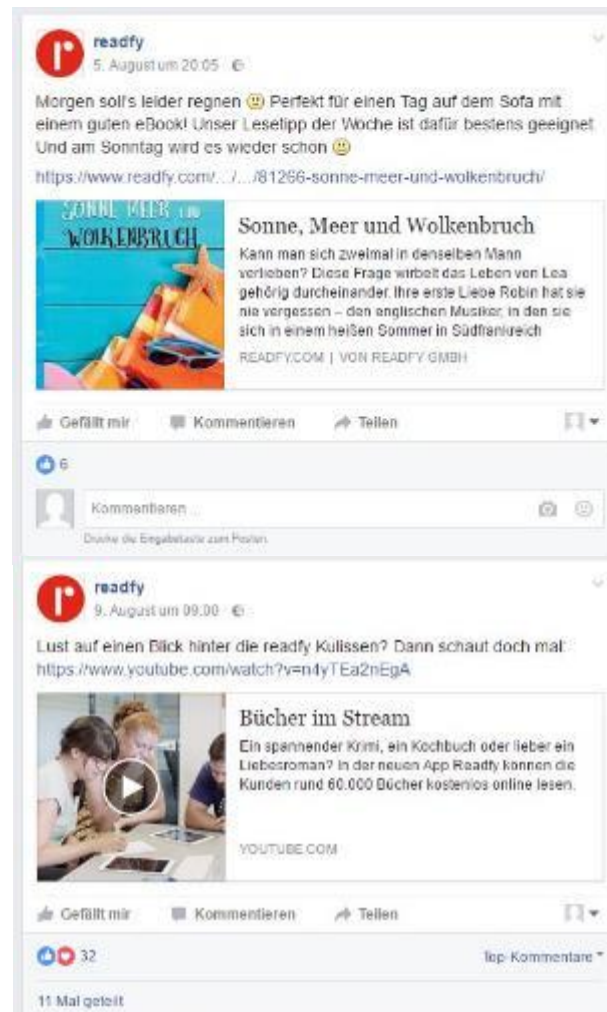 readfy
5. August um 20:05
Morgen soll's leider regnen Perfekt für einen Tag auf dem Sofa mit
einem guten eBook! Unser Lesetipp der Woche ist dafür bestens geeignet
Und am Sonntag wird es wieder schön
https://www.readfy.com/.../.../81266-sonne-meer-und-wolkenbruch/
SONNE MEER UND
WOLKENBRUCH
Sonne, Meer und Wolkenbruch
Kann man sich zweimal in denselben Mann
verlieben? Diese Frage wirbelt das Leben von Lea
gehörig durcheinander. Ihre erste Liebe Robin hat sie
nie vergessen – den englischen Musiker, in den sie
sich in einem heißen Sommer in Südfrankreich
READFY.COM | VON READFY GMBH
Gefällt mir Kommentieren Teilen
6
Kommentieren ...
Drücke die Eingabetaste zum Posten.
readfy
9. August um 09:00
Lust auf einen Blick hinter die readfy Kulissen? Dann schaut doch mal:
https://www.youtube.com/watch?v=n4yTEa2nEgA
Bücher im Stream
Ein spannender Krimi, ein Kochbuch oder lieber ein
Liebesroman? In der neuen App Readfy können die
Kunden rund 60.000 Bücher kostenlos online lesen.
YOUTUBE.COM
Gefällt mir Kommentieren Teilen
32 Top-Kommentare
11 Mal geteilt